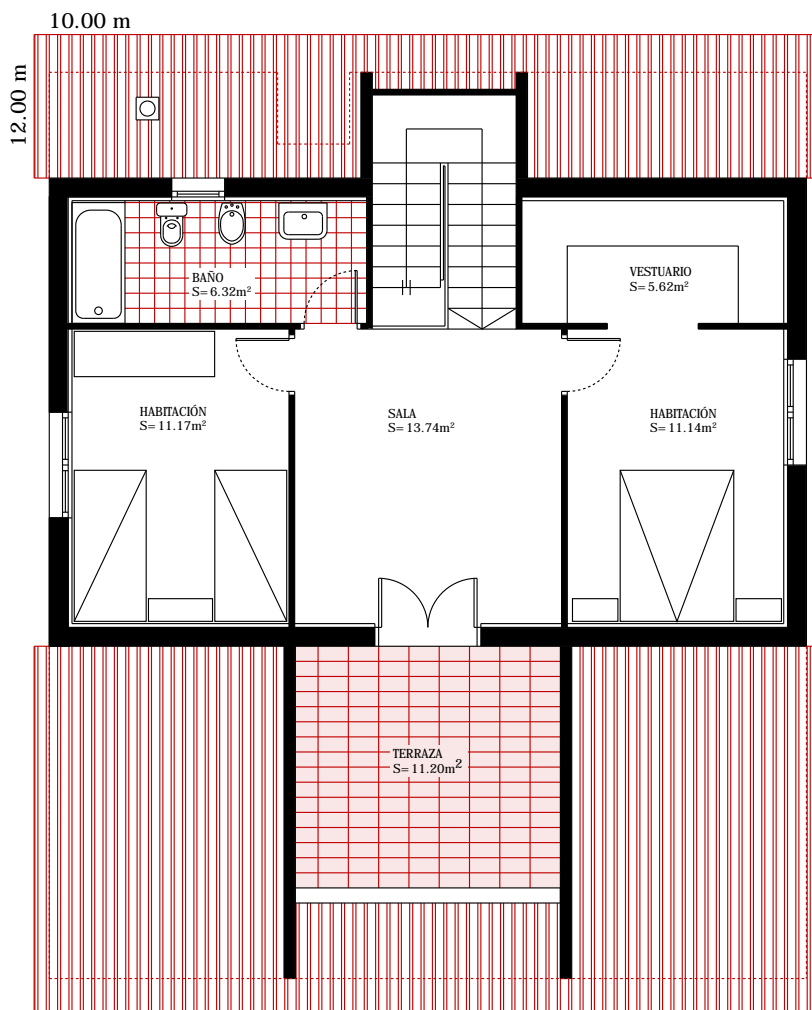 10.00 m
12.00 m
BAÑO
S= 6.32m²
VESTUARIO
S= 5.62m²
HABITACIÓN
S= 11.17m²
SALA
S= 13.74m²
HABITACIÓN
S= 11.14m²
TERRAZA
S= 11.20m²